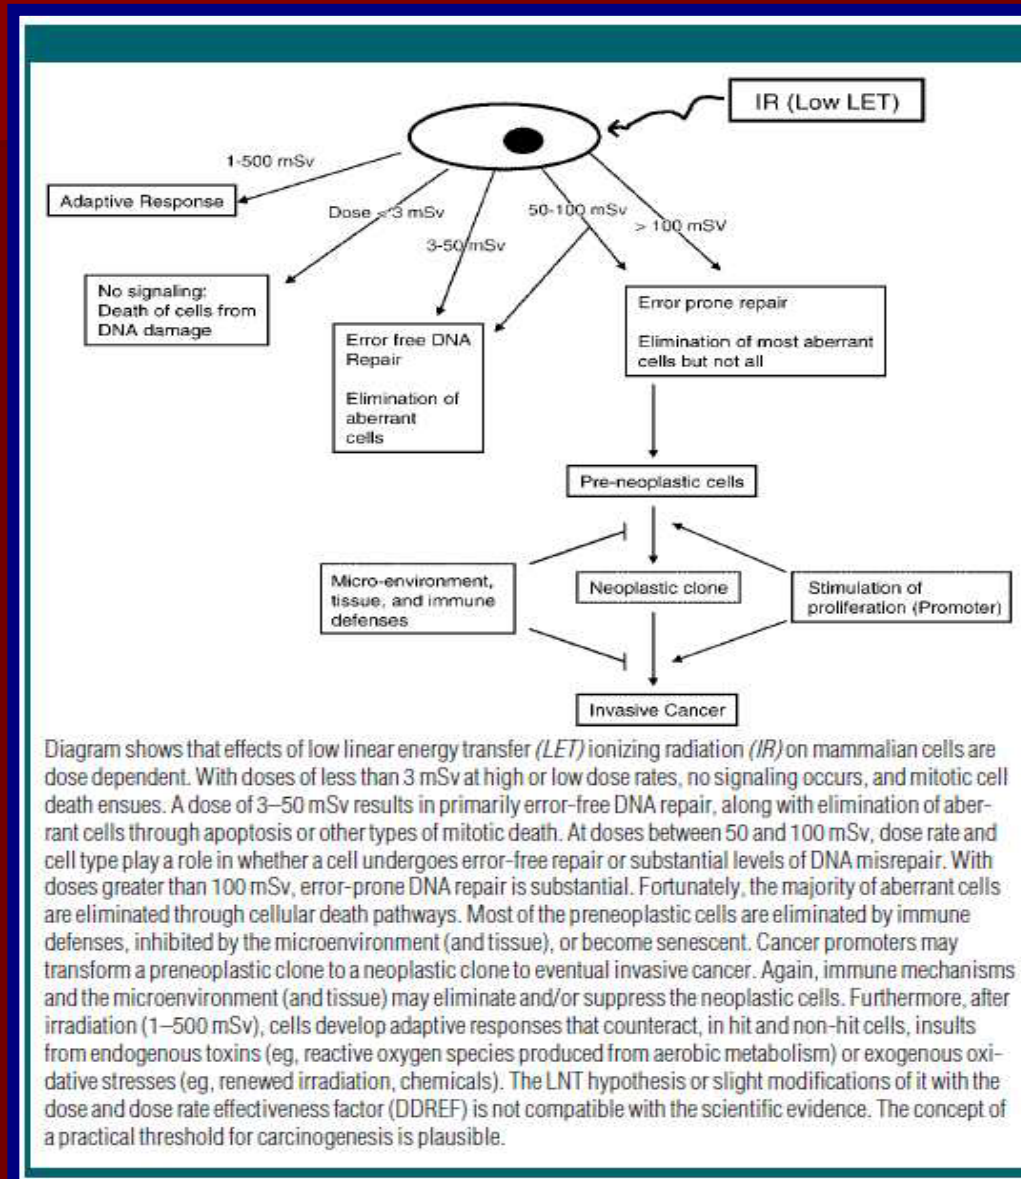 IR (Low LET)
1-500 mSv
Adaptive Response
Dose < 3 mSv
3-50 mSv
50-100 mSv
> 100 mSV
No signaling:
Death of cells from
DNA damage
Error free DNA
Repair
Elimination of
aberrant
cells
Error prone repair
Elimination of most aberrant
cells but not all
Pre-neoplastic cells
Micro-environment,
tissue, and immune
defenses
Neoplastic clone
Stimulation of
proliferation (Promoter)
Invasive Cancer
Diagram shows that effects of low linear energy transfer (LET) ionizing radiation (IR) on mammalian cells are
dose dependent. With doses of less than 3 mSv at high or low dose rates, no signaling occurs, and mitotic cell
death ensues. A dose of 3–50 mSv results in primarily error-free DNA repair, along with elimination of aber-
rant cells through apoptosis or other types of mitotic death. At doses between 50 and 100 mSv, dose rate and
cell type play a role in whether a cell undergoes error-free repair or substantial levels of DNA misrepair. With
doses greater than 100 mSv, error-prone DNA repair is substantial. Fortunately, the majority of aberrant cells
are eliminated through cellular death pathways. Most of the preneoplastic cells are eliminated by immune
defenses, inhibited by the microenvironment (and tissue), or become senescent. Cancer promoters may
transform a preneoplastic clone to a neoplastic clone to eventual invasive cancer. Again, immune mechanisms
and the microenvironment (and tissue) may eliminate and/or suppress the neoplastic cells. Furthermore, after
irradiation (1–500 mSv), cells develop adaptive responses that counteract, in hit and non-hit cells, insults
from endogenous toxins (eg, reactive oxygen species produced from aerobic metabolism) or exogenous oxi-
dative stresses (eg, renewed irradiation, chemicals). The LNT hypothesis or slight modifications of it with the
dose and dose rate effectiveness factor (DDREF) is not compatible with the scientific evidence. The concept of
a practical threshold for carcinogenesis is plausible.